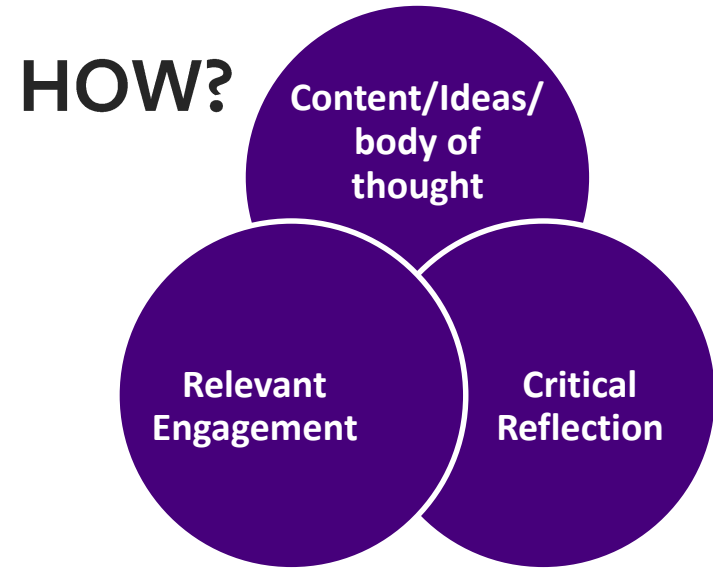 HOW?
Content/Ideas/
body of
thought
Relevant
Engagement
Critical
Reflection